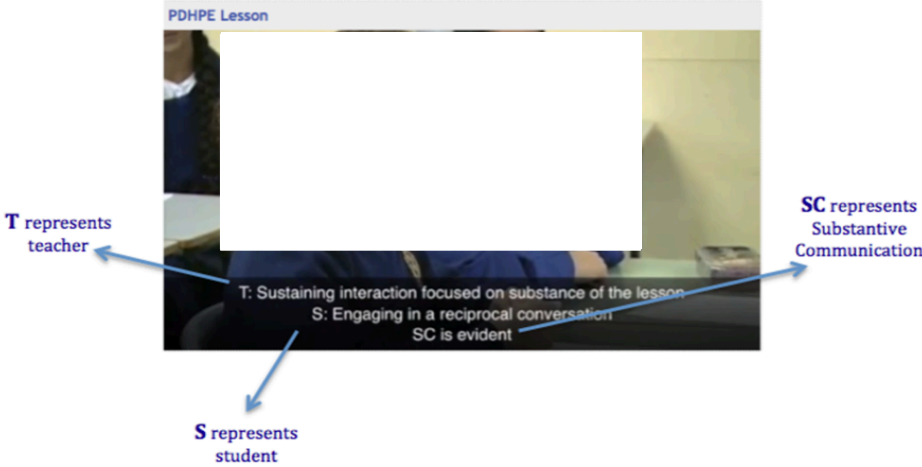 PDHPE Lesson
T represents
teacher
SC represents
Substantive
Communication
T: Sustaining interaction focused on substance of the lesson
S: Engaging in a reciprocal conversation
SC is evident
S represents
student